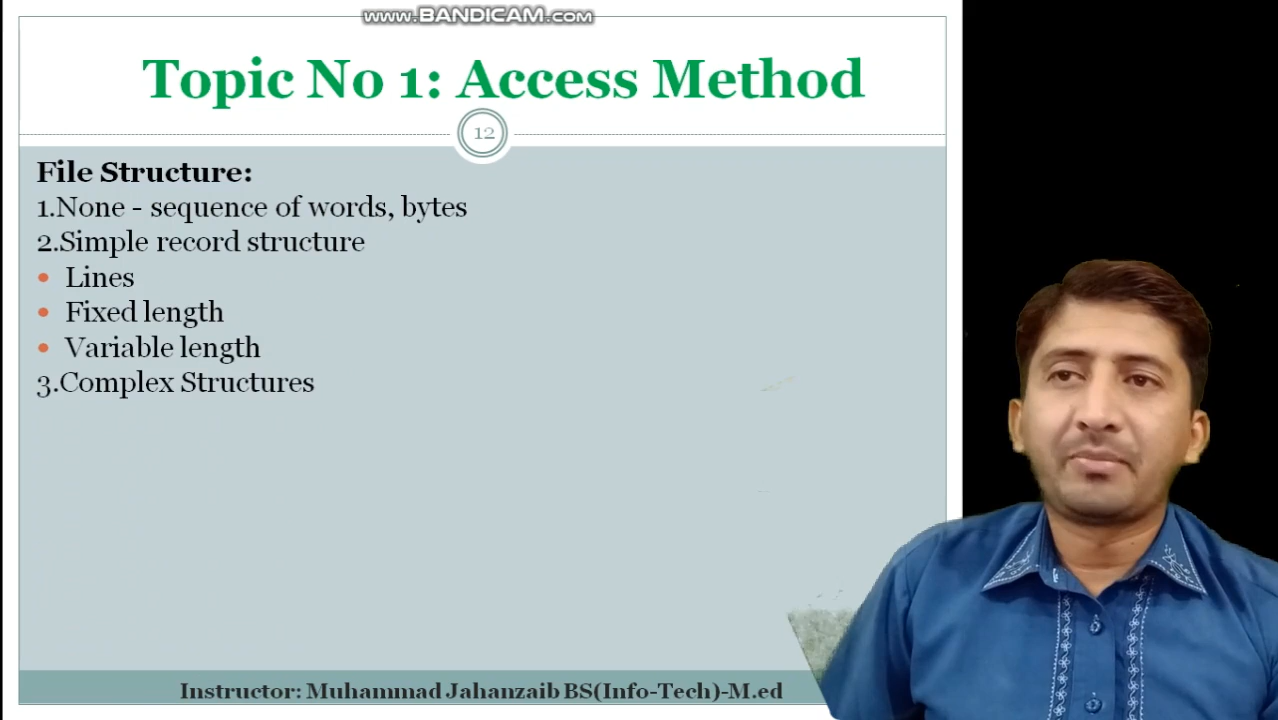 www.BANDICAM.com
Topic No 1: Access Method
12
File Structure:
1.None - sequence of words, bytes
2.Simple record structure
• Lines
• Fixed length
• Variable length
3.Complex Structures
Instructor: Muhammad Jahanzaib BS(Info-Tech)-M.ed